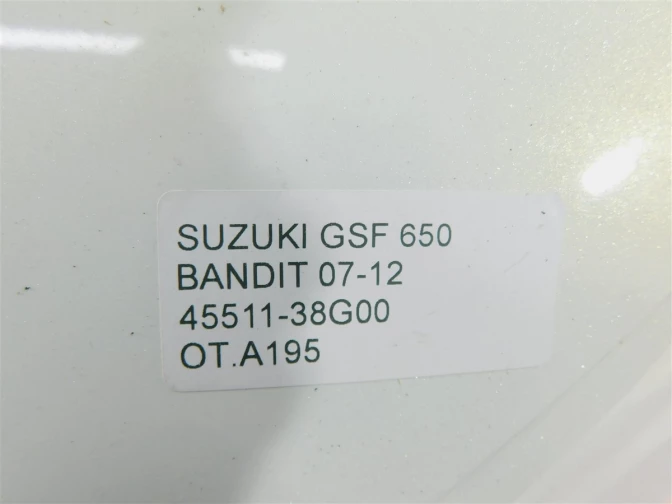 SUZUKI GSF 650
BANDIT 07-12
45511-38G00
OT.A195